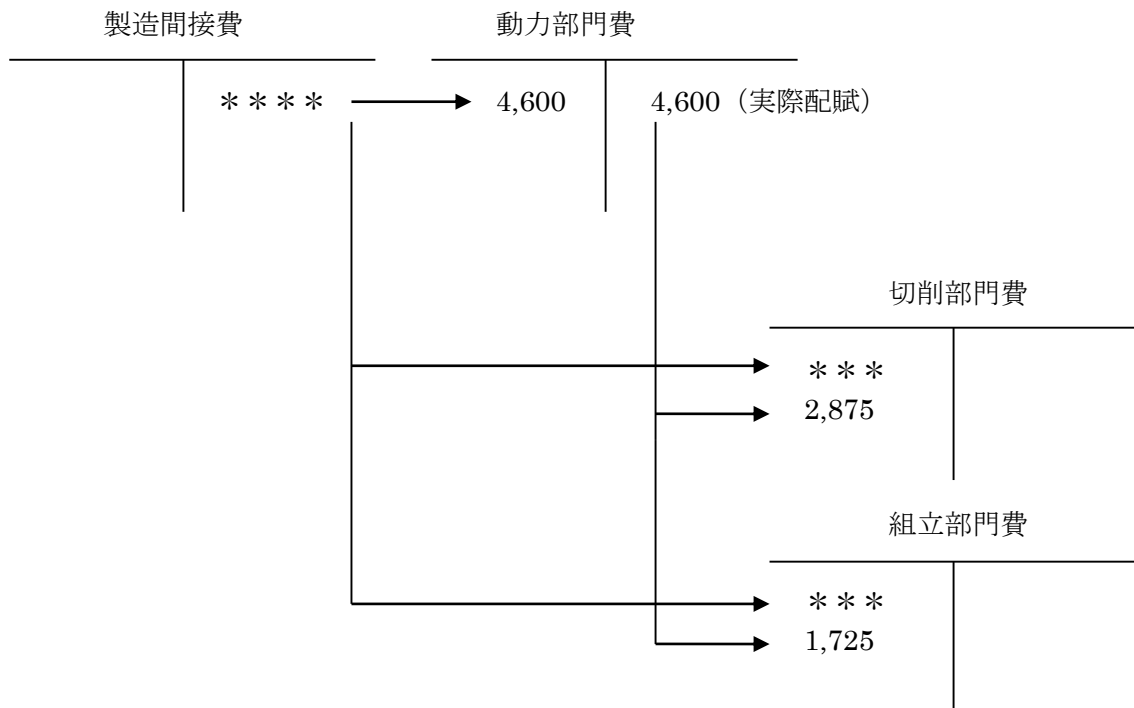 製造間接費 動力部門費
＊＊＊＊ 4,600 4,600（実際配賦）
切削部門費
＊＊＊
2,875
組立部門費
＊＊＊
1,725